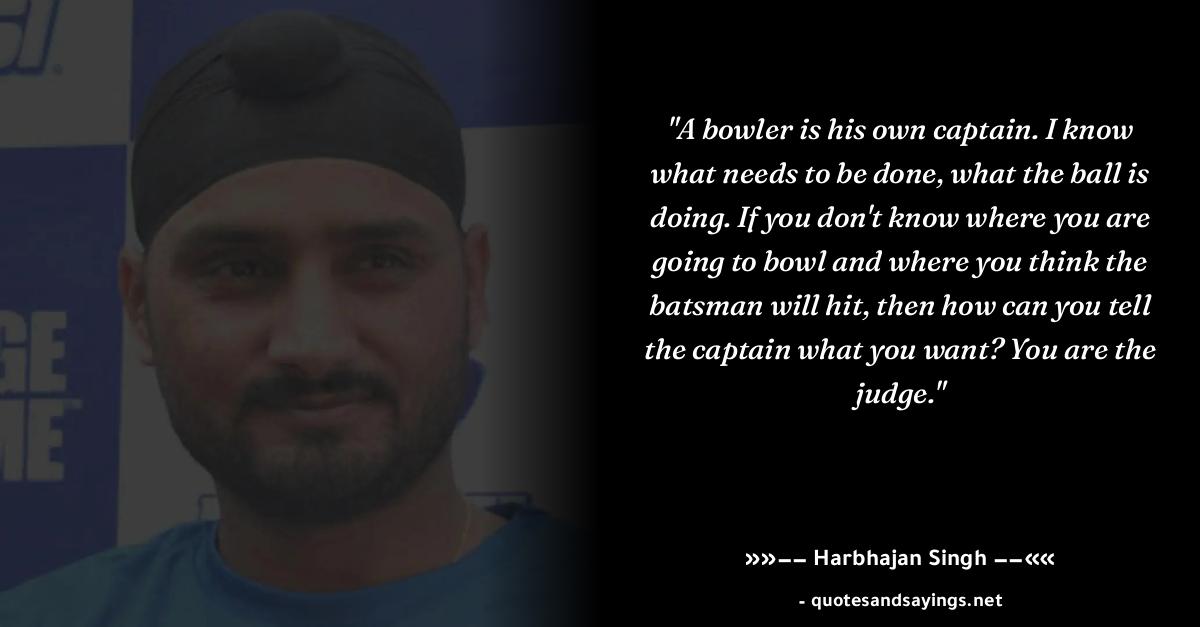 GE
ME
"A bowler is his own captain. I know
what needs to be done, what the ball is
doing. If you don't know where you are
going to bowl and where you think the
batsman will hit, then how can you tell
the captain what you want? You are the
judge."
»»−− Harbhajan Singh −−««
- quotesandsayings.net